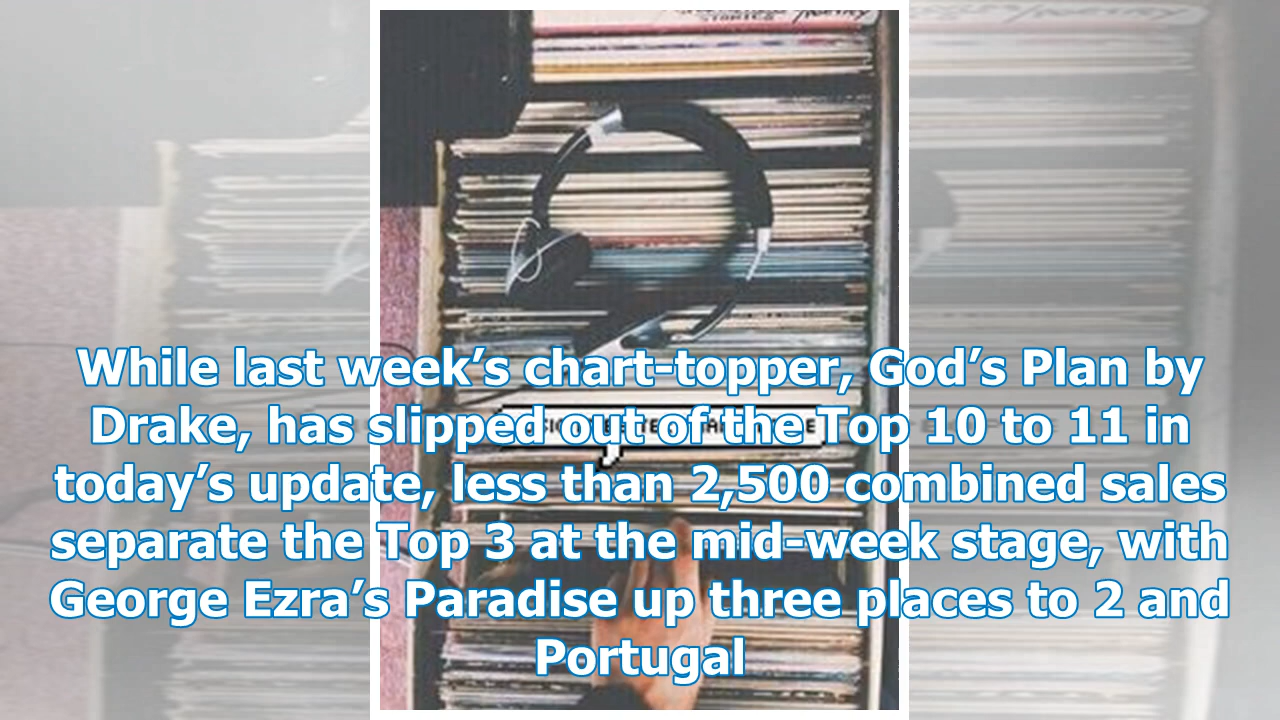 STORIES
While last week’s chart-topper, God’s Plan by
Drake, has slipped out of the Top 10 to 11 in
today’s update, less than 2,500 combined sales
separate the Top 3 at the mid-week stage, with
George Ezra’s Paradise up three places to 2 and
Portugal